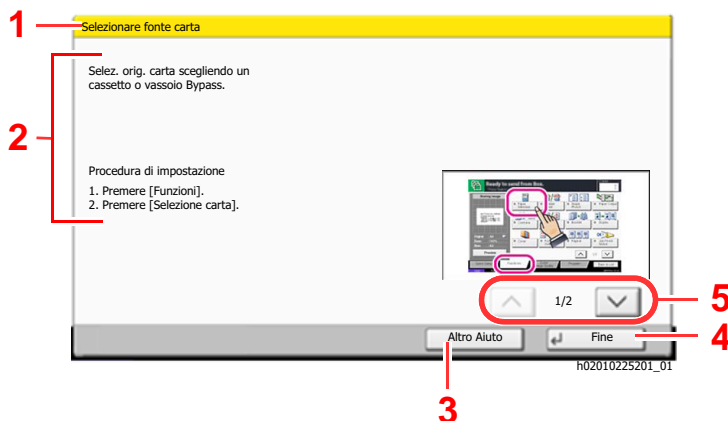 1
Selezionare fonte carta
2
Selez. orig. carta scegliendo un
cassetto o vassoio Bypass.
Procedura di impostazione
1. Premere [Funzioni].
2. Premere [Selezione carta].
Ready to
send from Box.
Preview
1/2
5
Altro Aiuto
Fine
4
h02010225201_01
3